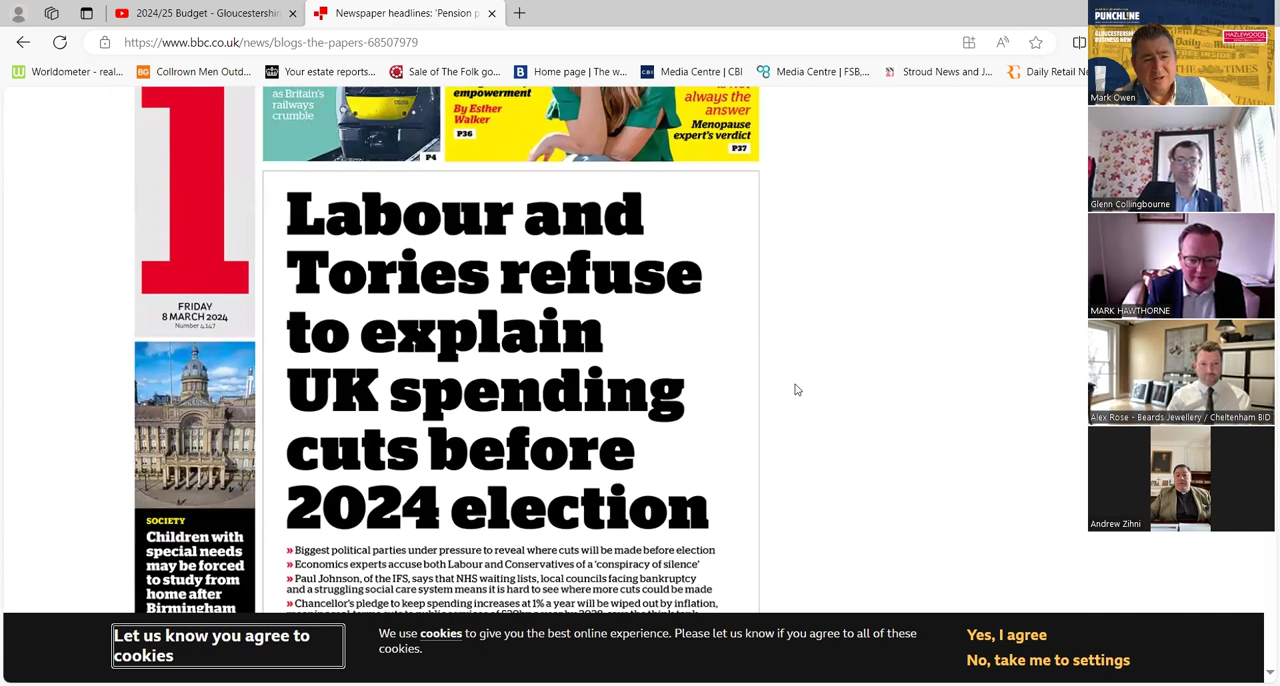 2024/25 Budget - Gloucestershir
Newspaper headlines: 'Pension p
https://www.bbc.co.uk/news/blogs-the-papers-68507979
Worldometer - real...
Collrown Men Outd...
Your estate reports...
Sale of The Folk go...
Home page | The w...
Media Centre | CBI
Media Centre | FSB,...
Stroud News and J...
Daily Retail Ne
as Britain's
railways
crumble
P4
empowerment
By Esther
Walker
P36
always the
answer
Menopause
expert's verdict
P37
FRIDAY
8 MARCH 2024
Number 4,147
Labour and
Tories refuse
to explain
UK spending
cuts before
2024 election
» Biggest political parties under pressure to reveal where cuts will be made before election
» Economics experts accuse both Labour and Conservatives of a 'conspiracy of silence'
» Paul Johnson, of the IFS, says that NHS waiting lists, local councils facing bankruptcy
and a struggling social care system means it is hard to see where more cuts could be made
» Chancellor's pledge to keep spending increases at 1% a year will be wiped out by inflation,
SOCIETY
Children with
special needs
may be forced
to study from
home after
Birmingham
Let us know you agree to
cookies
We use cookies to give you the best online experience. Please let us know if you agree to all of these
cookies.
Yes, I agree
No, take me to settings
PUNCHLINE
GLOUCESTERSHIRE
BUSINESS NEWS
HAZLEWOODS
THE TIMES
Mark Owen
Glenn Collingbourne
MARK HAWTHORNE
Alex Rose - Beards Jewellery / Cheltenham BID
Andrew Zihni